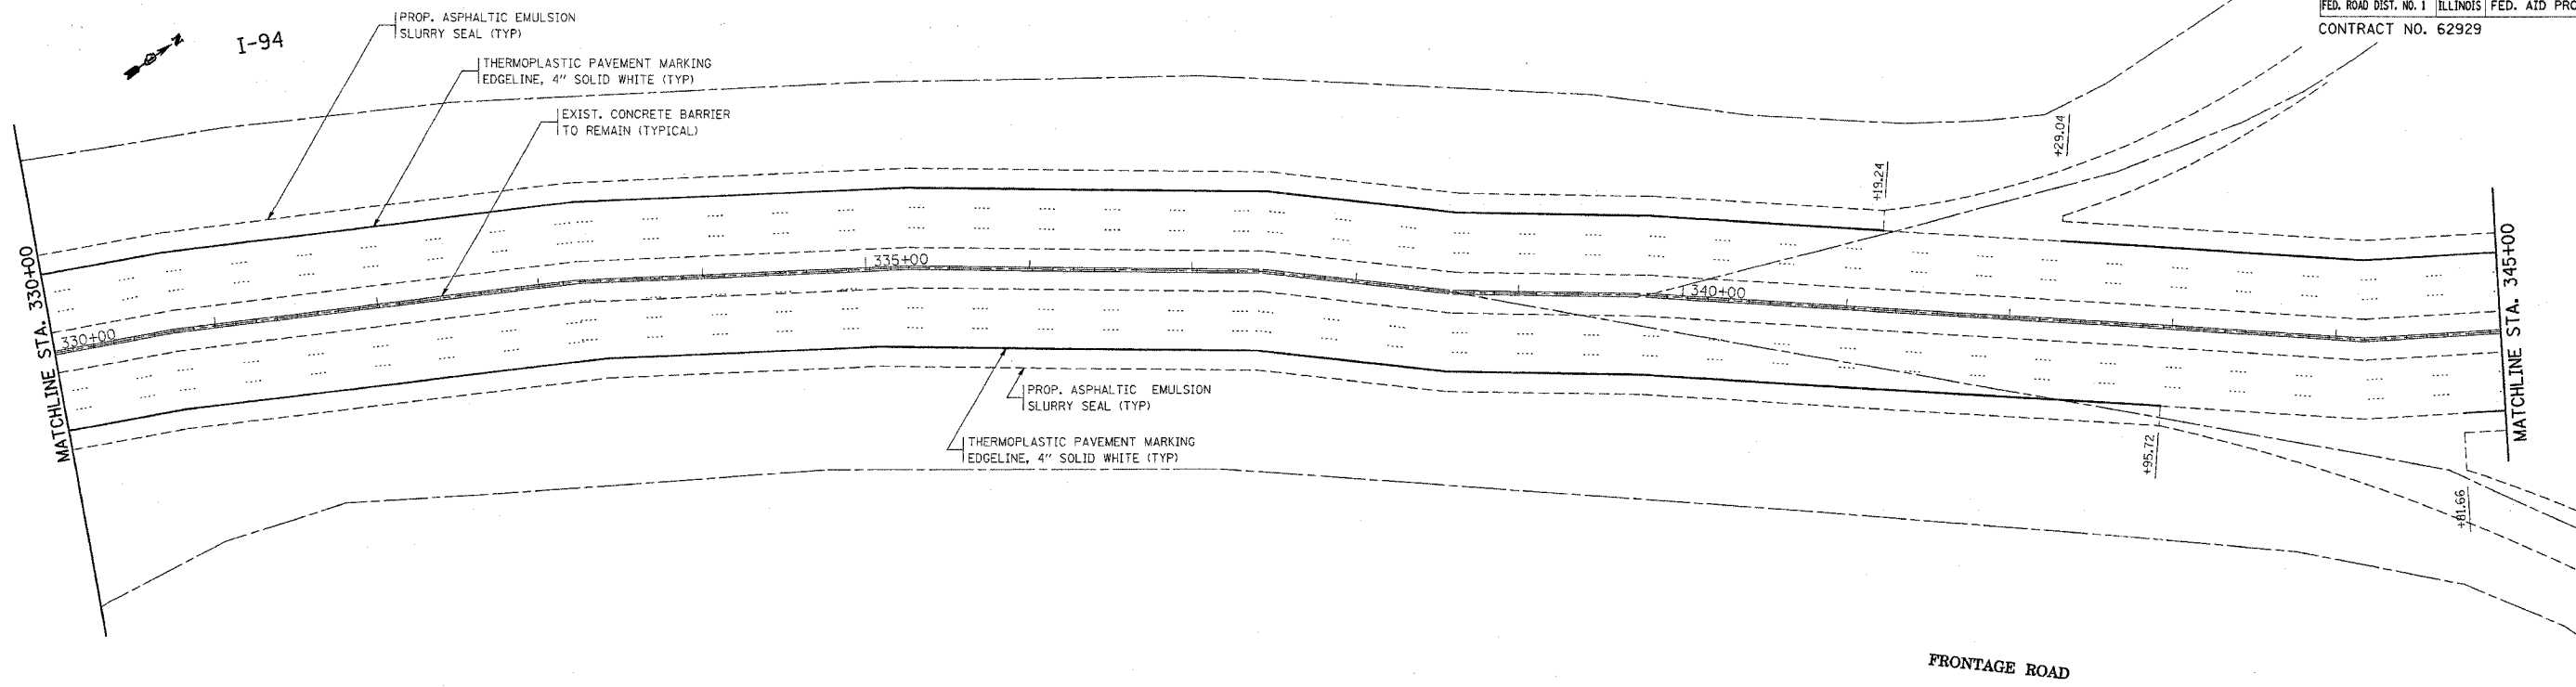 FED. ROAD DIST. NO. 1 ILLINOIS FED. AID PRO
CONTRACT NO. 62929
I-94
N
PROP. ASPHALTIC EMULSION
SLURRY SEAL (TYP)
THERMOPLASTIC PAVEMENT MARKING
EDGELINE, 4" SOLID WHITE (TYP)
EXIST. CONCRETE BARRIER
TO REMAIN (TYPICAL)
+29.04
+19.24
MATCHLINE STA. 330+00
330+00
335+00
340+00
MATCHLINE STA. 345+00
PROP. ASPHALTIC EMULSION
SLURRY SEAL (TYP)
THERMOPLASTIC PAVEMENT MARKING
EDGELINE, 4" SOLID WHITE (TYP)
+95.72
+81.66
FRONTAGE ROAD